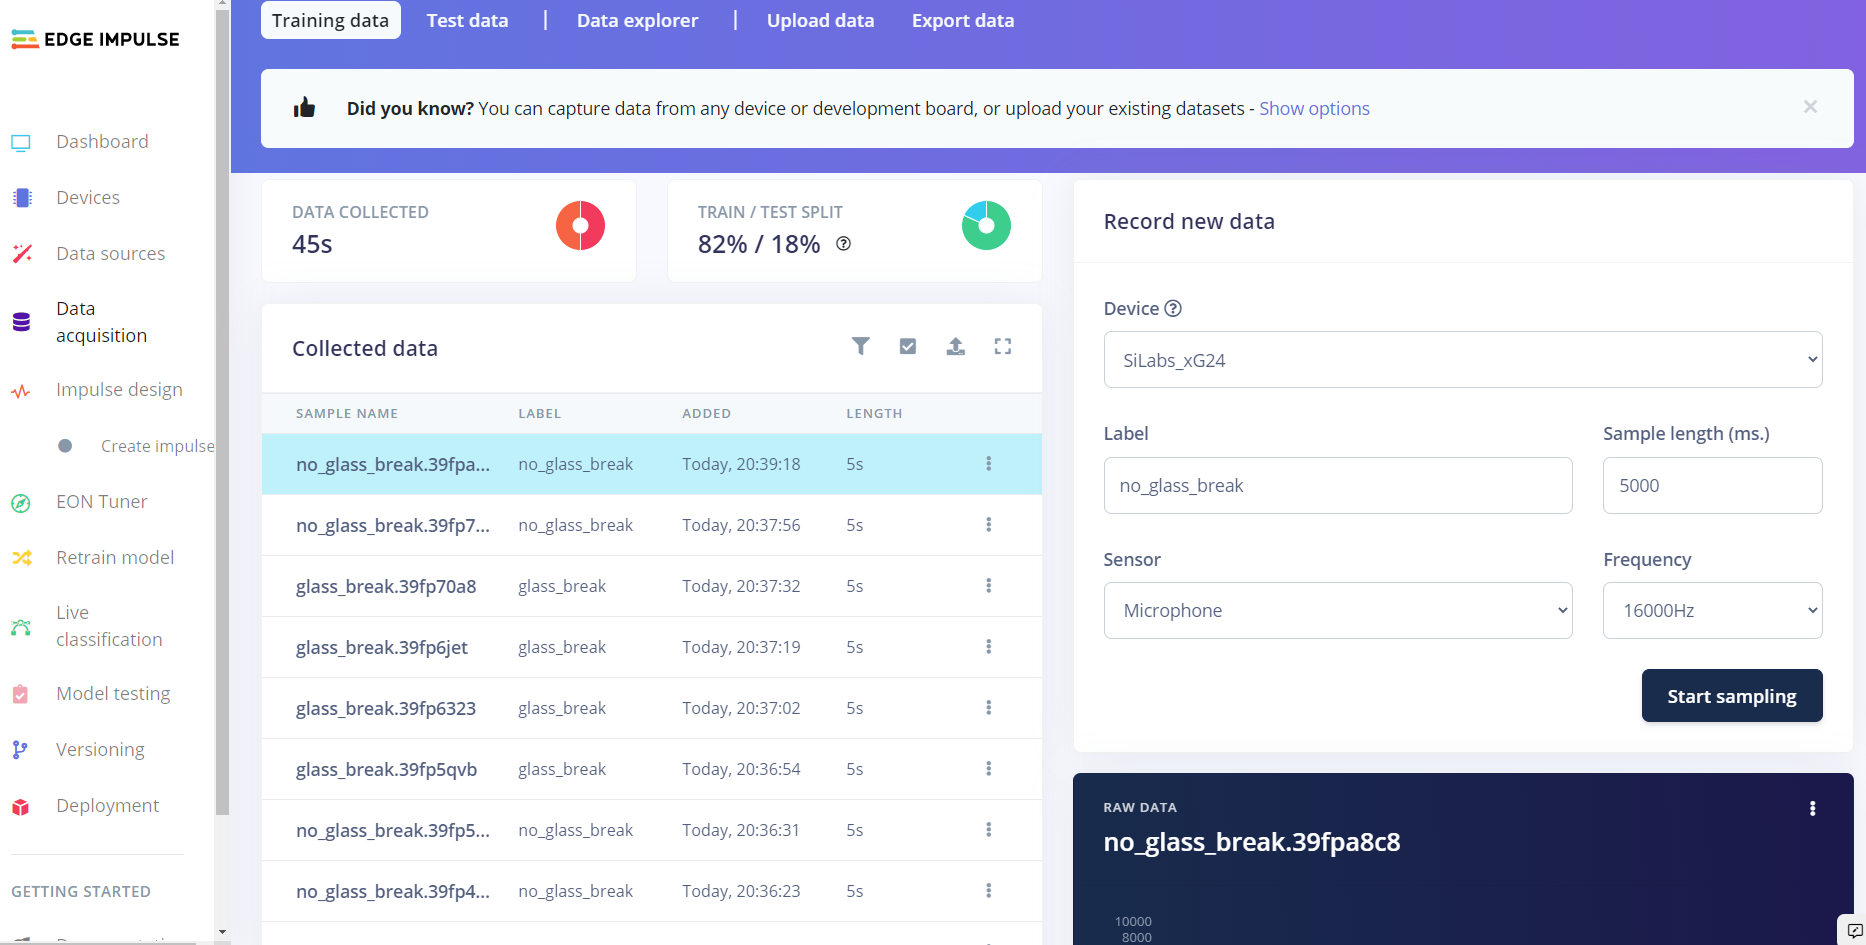 EDGE IMPULSE
Dashboard
Devices
Data sources
Data
acquisition
Impulse design
Create impulse
EON Tuner
Retrain model
Live
classification
Model testing
Versioning
Deployment
GETTING STARTED
Training data
Test data
|
Data explorer
|
Upload data
Export data
Did you know? You can capture data from any device or development board, or upload your existing datasets - Show options
×
DATA COLLECTED
45s
TRAIN / TEST SPLIT
82% / 18%
Collected data
SAMPLE NAME LABEL ADDED LENGTH
no_glass_break.39fpa... no_glass_break Today, 20:39:18 5s
no_glass_break.39fp7... no_glass_break Today, 20:37:56 5s
glass_break.39fp70a8 glass_break Today, 20:37:32 5s
glass_break.39fp6jet glass_break Today, 20:37:19 5s
glass_break.39fp6323 glass_break Today, 20:37:02 5s
glass_break.39fp5qvb glass_break Today, 20:36:54 5s
no_glass_break.39fp5... no_glass_break Today, 20:36:31 5s
no_glass_break.39fp4... no_glass_break Today, 20:36:23 5s
Record new data
Device
SiLabs_xG24
Label
Sample length (ms.)
no_glass_break
5000
Sensor
Frequency
Microphone
16000Hz
Start sampling
RAW DATA
no_glass_break.39fpa8c8
10000
8000